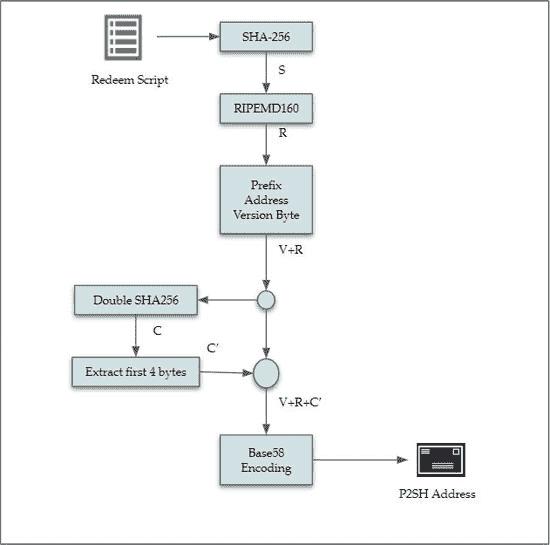 SHA-256
Redeem Script
S
RIPEMD160
R
Prefix
Address
Version Byte
V+R
Double SHA256
C
C'
Extract first 4 bytes
V+R+C'
Base58
Encoding
P2SH Address